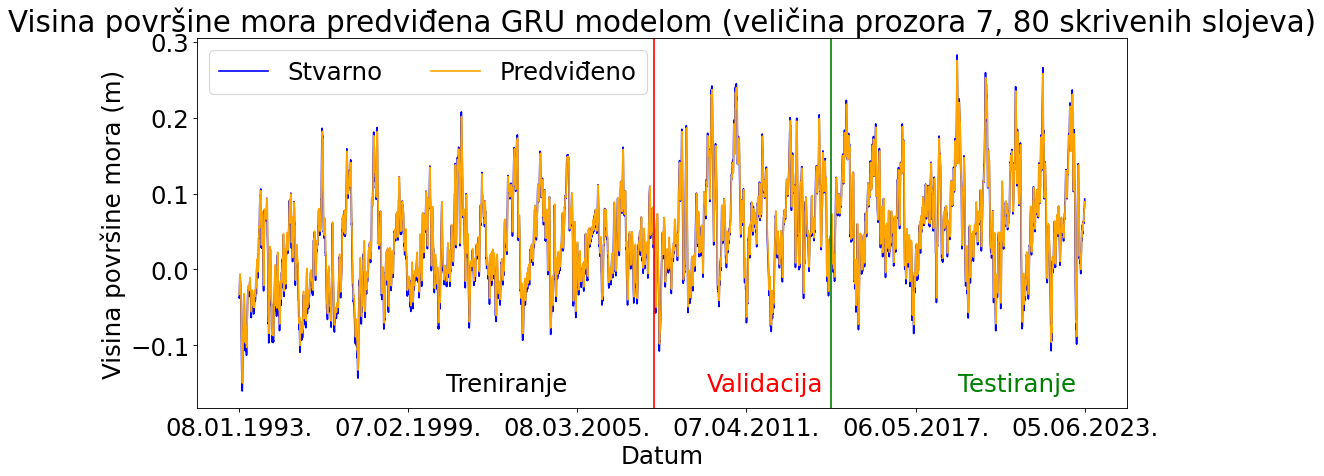 Visina površine mora predviđena GRU modelom (veličina prozora 7, 80 skrivenih slojeva)
Stvarno Predviđeno
Visina površine mora (m)
0.3
0.2
0.1
0.0
−0.1
Treniranje Validacija Testiranje
08.01.1993. 07.02.1999. 08.03.2005. 07.04.2011. 06.05.2017. 05.06.2023.
Datum